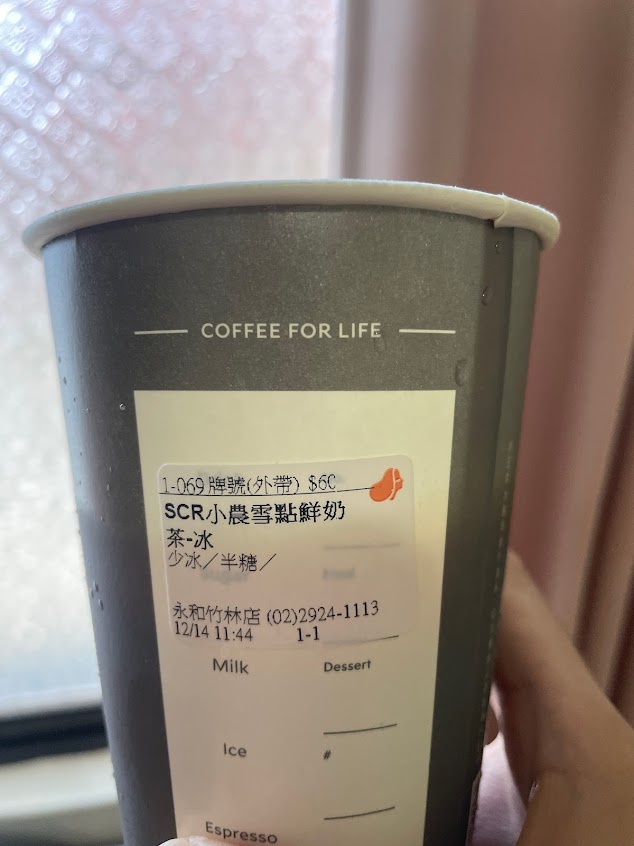 COFFEE FOR LIFE
1-069 牌號(外帶) $60
SCR小農雪點鮮奶
茶-冰
少冰／半糖／
永和竹林店 (02)2924-1113
12/14 11:44 1-1
Milk Dessert
Ice #
Espresso